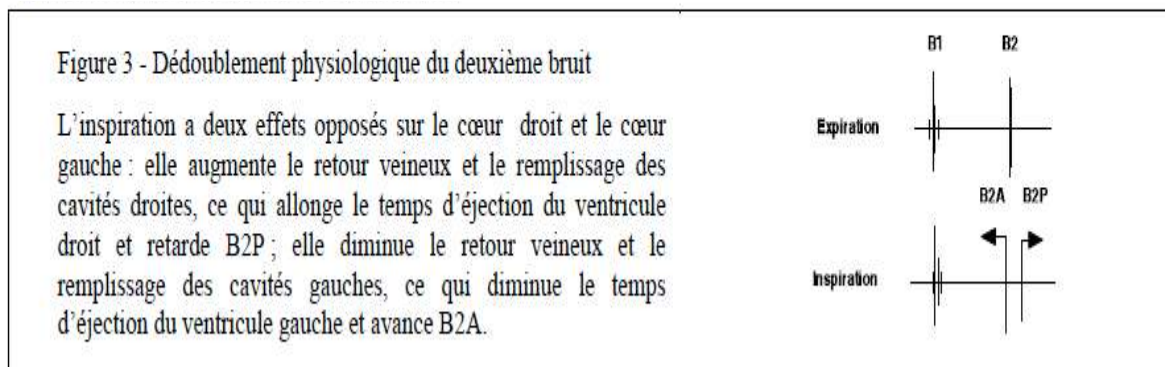 Figure 3 - Dédoublement physiologique du deuxième bruit
L'inspiration a deux effets opposés sur le cœur droit et le cœur
gauche : elle augmente le retour veineux et le remplissage des
cavités droites, ce qui allonge le temps d'éjection du ventricule
droit et retarde B2P ; elle diminue le retour veineux et le
remplissage des cavités gauches, ce qui diminue le temps
d'éjection du ventricule gauche et avance B2A.
B1 B2
Expiration
B2A B2P
Inspiration